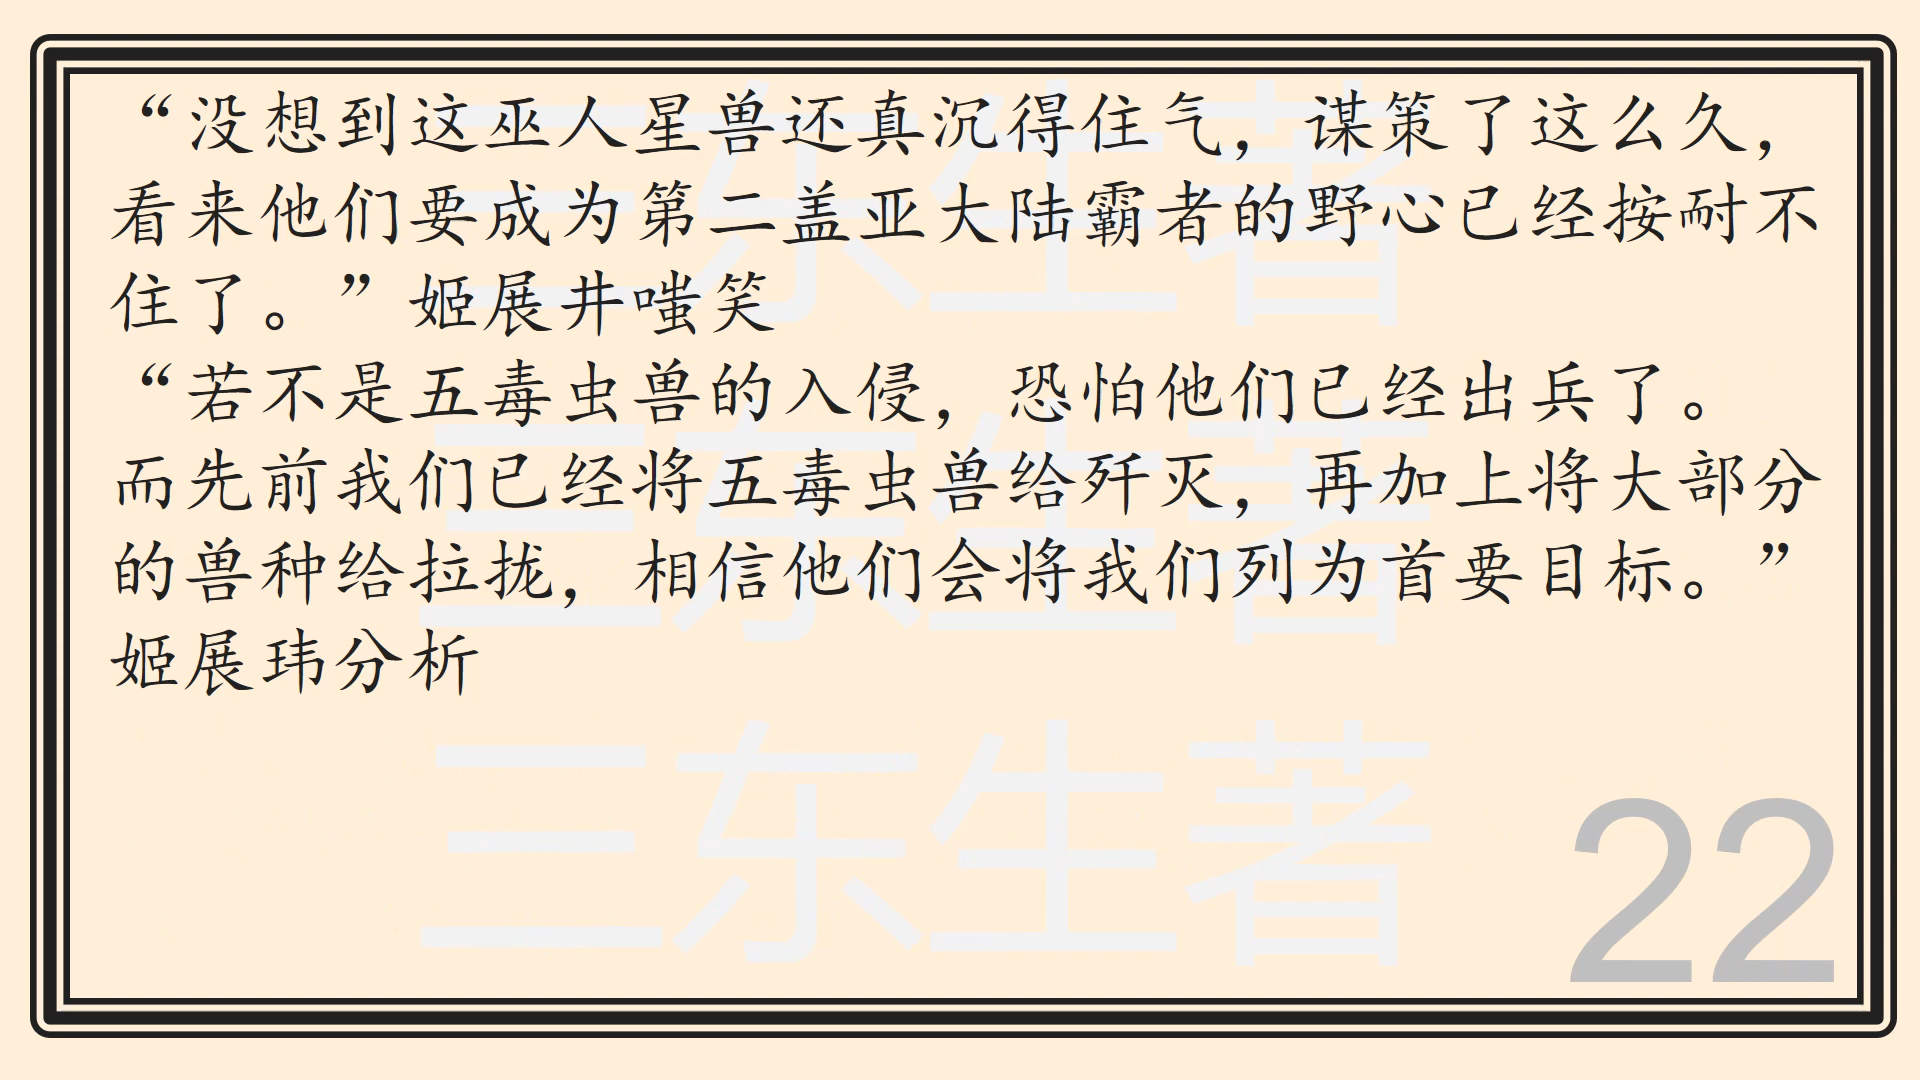 “没想到这巫人星兽还真沉得住气，谋策了这么久，
看来他们要成为第二盖亚大陆霸者的野心已经按耐不
住了。”姬展井嗤笑
“若不是五毒虫兽的入侵，恐怕他们已经出兵了。
而先前我们已经将五毒虫兽给歼灭，再加上将大部分
的兽种给拉拢，相信他们会将我们列为首要目标。”
姬展玮分析
三东生著
三东生著
三东生著
22